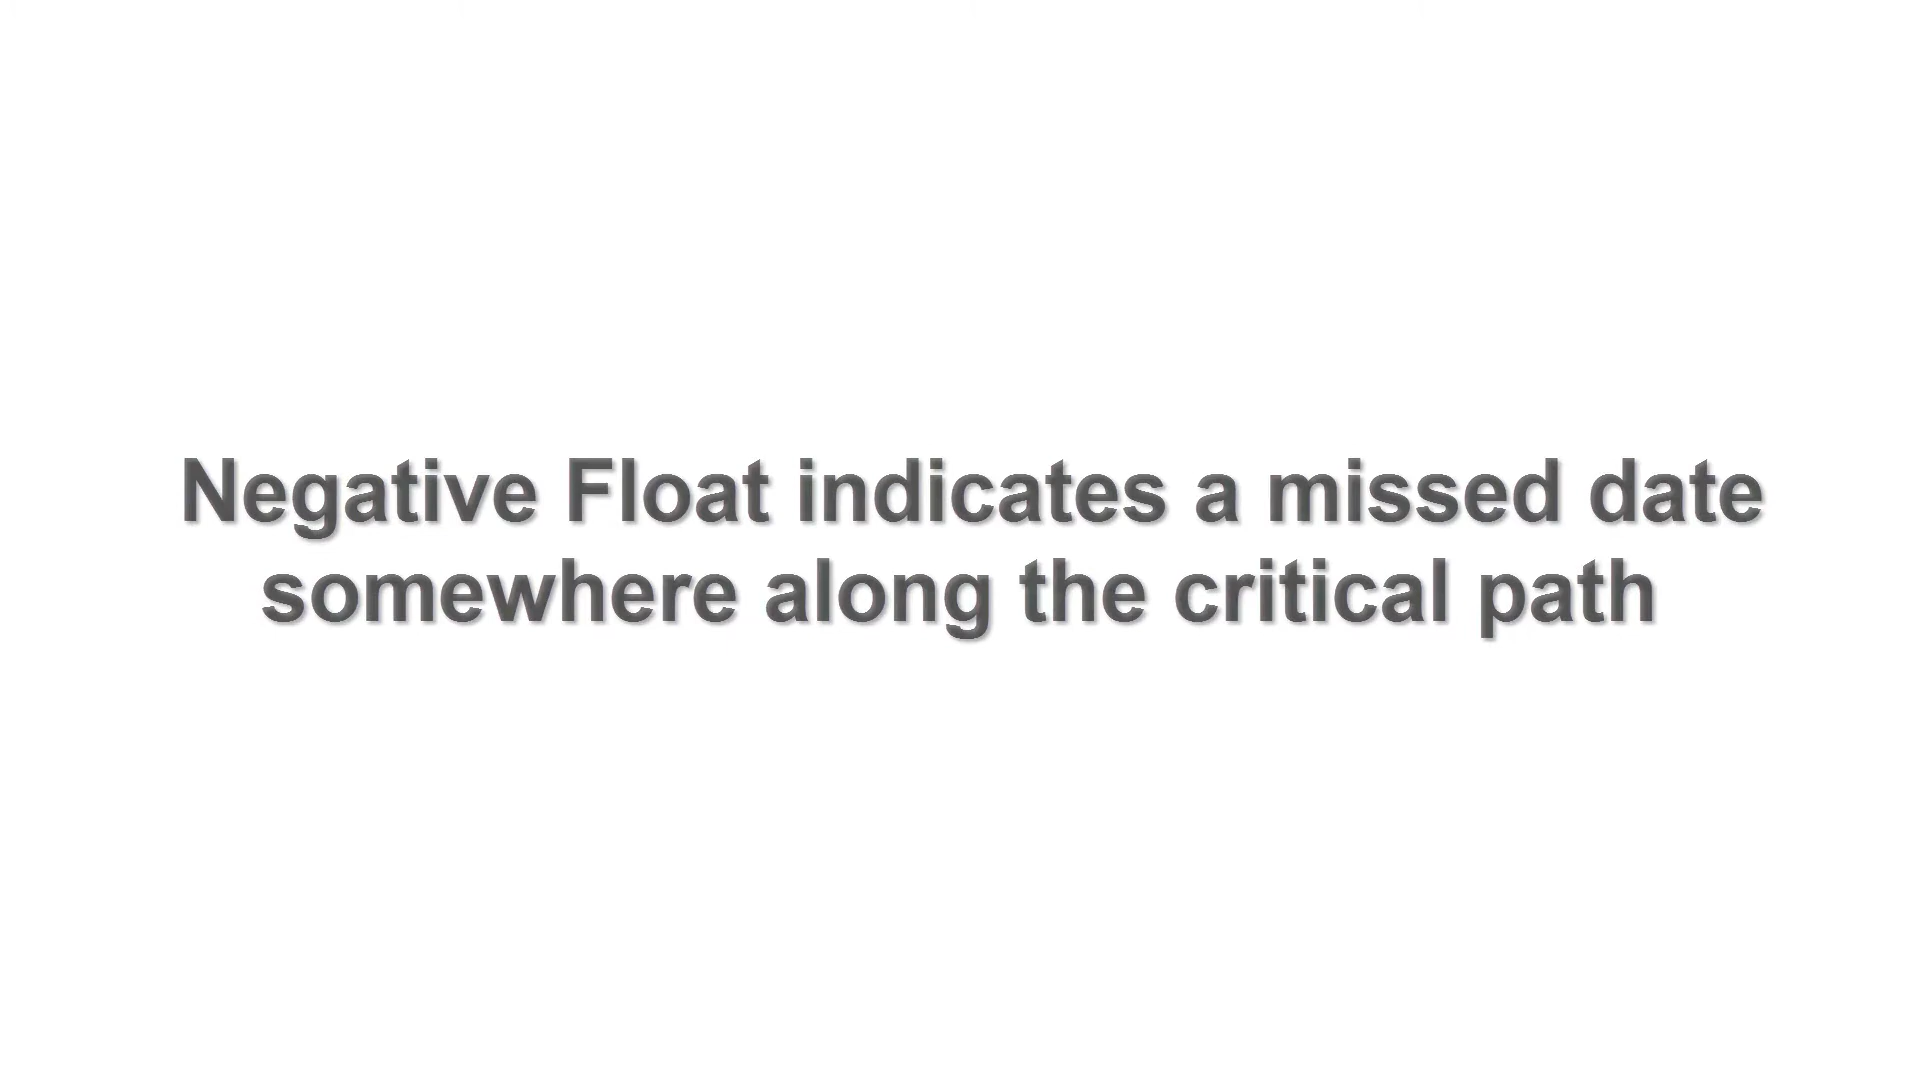 Negative Float indicates a missed date
somewhere along the critical path